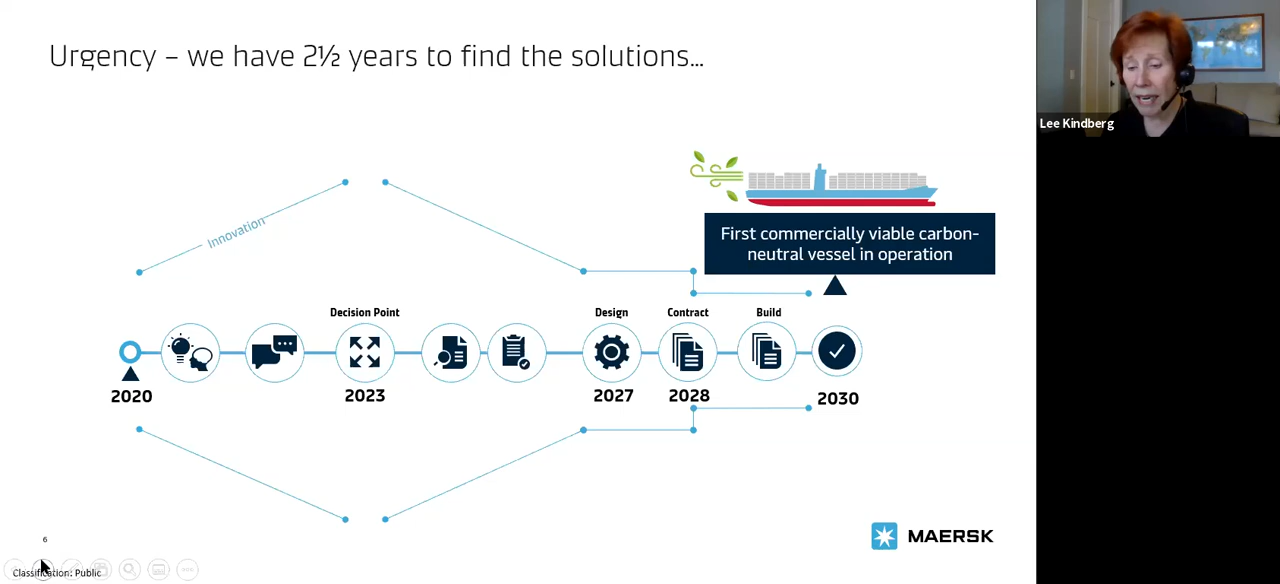 Urgency – we have 2½ years to find the solutions...
Lee Kindberg
Innovation
First commercially viable carbon-
neutral vessel in operation
Decision Point
Design
Contract
Build
2020
2023
2027
2028
2030
MAERSK
6
Classification: Public